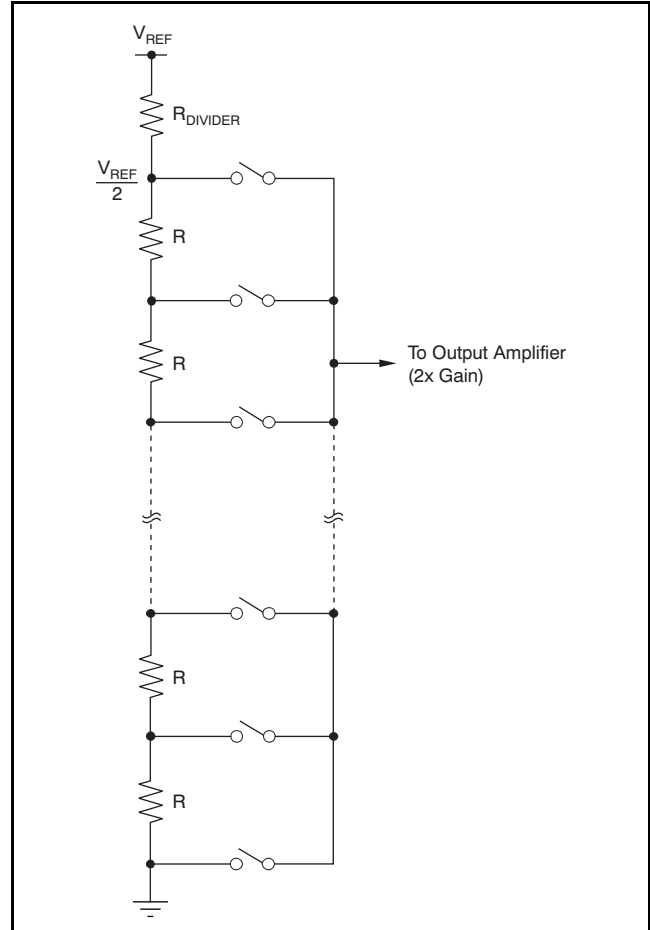 VREF
RDIVIDER
VREF
2
R
R
To Output Amplifier
(2x Gain)
R
R